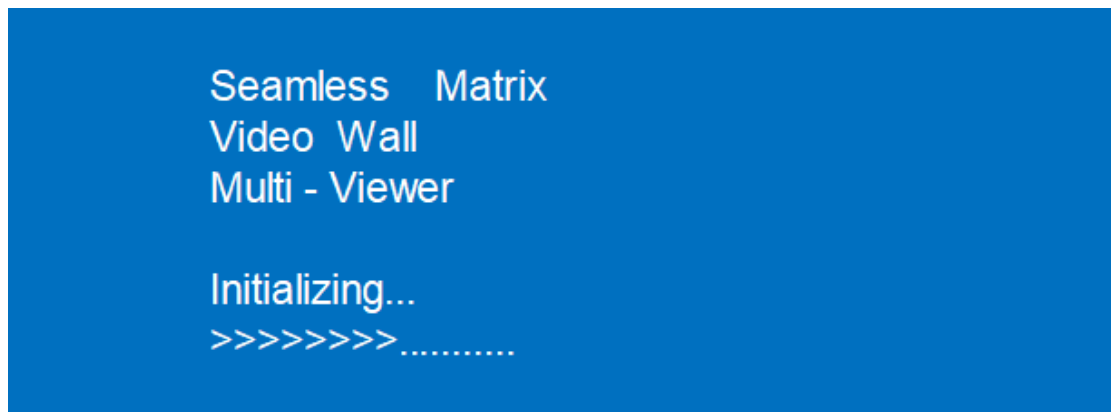 Seamless    Matrix
Video  Wall
Multi - Viewer
Initializing...
>>>>>>>>...........